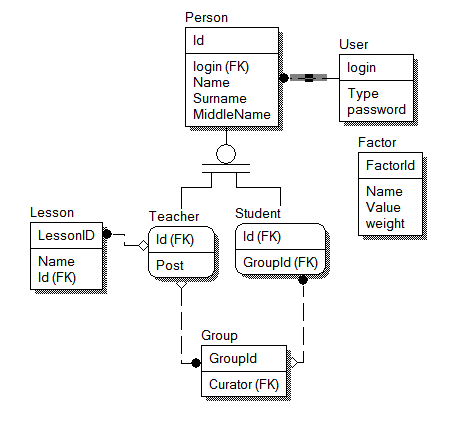 Person
Id
login (FK)
Name
Surname
MiddleName
User
login
Type
password
Factor
FactorId
Name
Value
weight
Lesson
LessonID
Name
Id (FK)
Teacher
Id (FK)
Post
Student
Id (FK)
GroupId (FK)
Group
GroupId
Curator (FK)